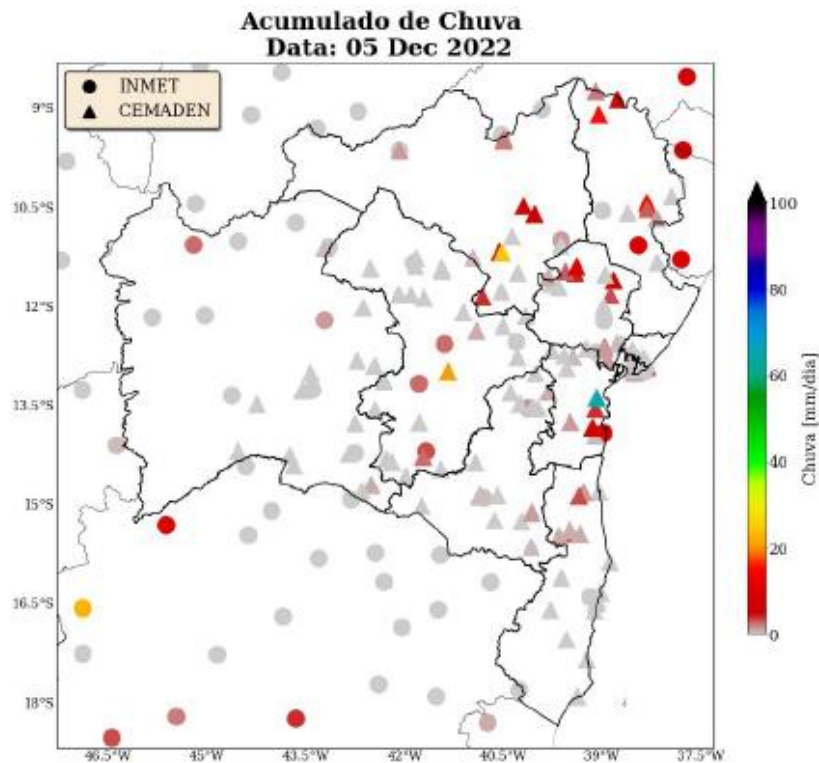 Acumulado de Chuva
Data: 05 Dec 2022
INMET
CEMADEN
9°S
10.5°S
12°S
13.5°S
15°S
16.5°S
18°S
46.5°W
45°W
43.5°W
42°W
40.5°W
39°W
37.5°W
100
80
60
40
20
0
Chuva [mm/dia]